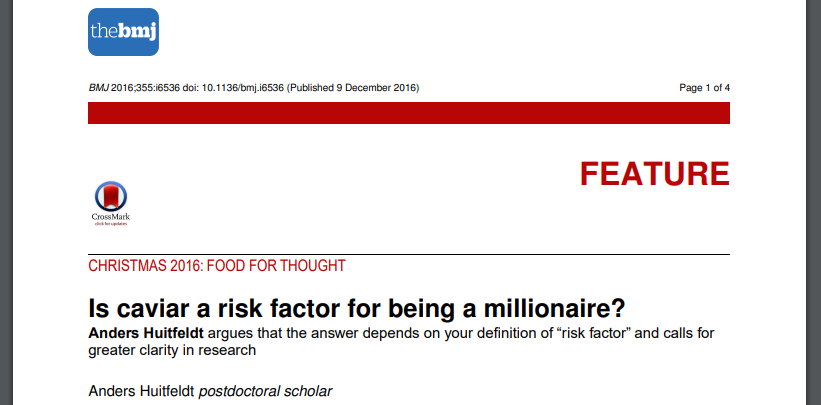 thebmj
BMJ 2016;355:i6536 doi: 10.1136/bmj.i6536 (Published 9 December 2016)
Page 1 of 4
FEATURE
CrossMark
click for updates
CHRISTMAS 2016: FOOD FOR THOUGHT
Is caviar a risk factor for being a millionaire?
Anders Huitfeldt argues that the answer depends on your definition of “risk factor” and calls for
greater clarity in research
Anders Huitfeldt postdoctoral scholar